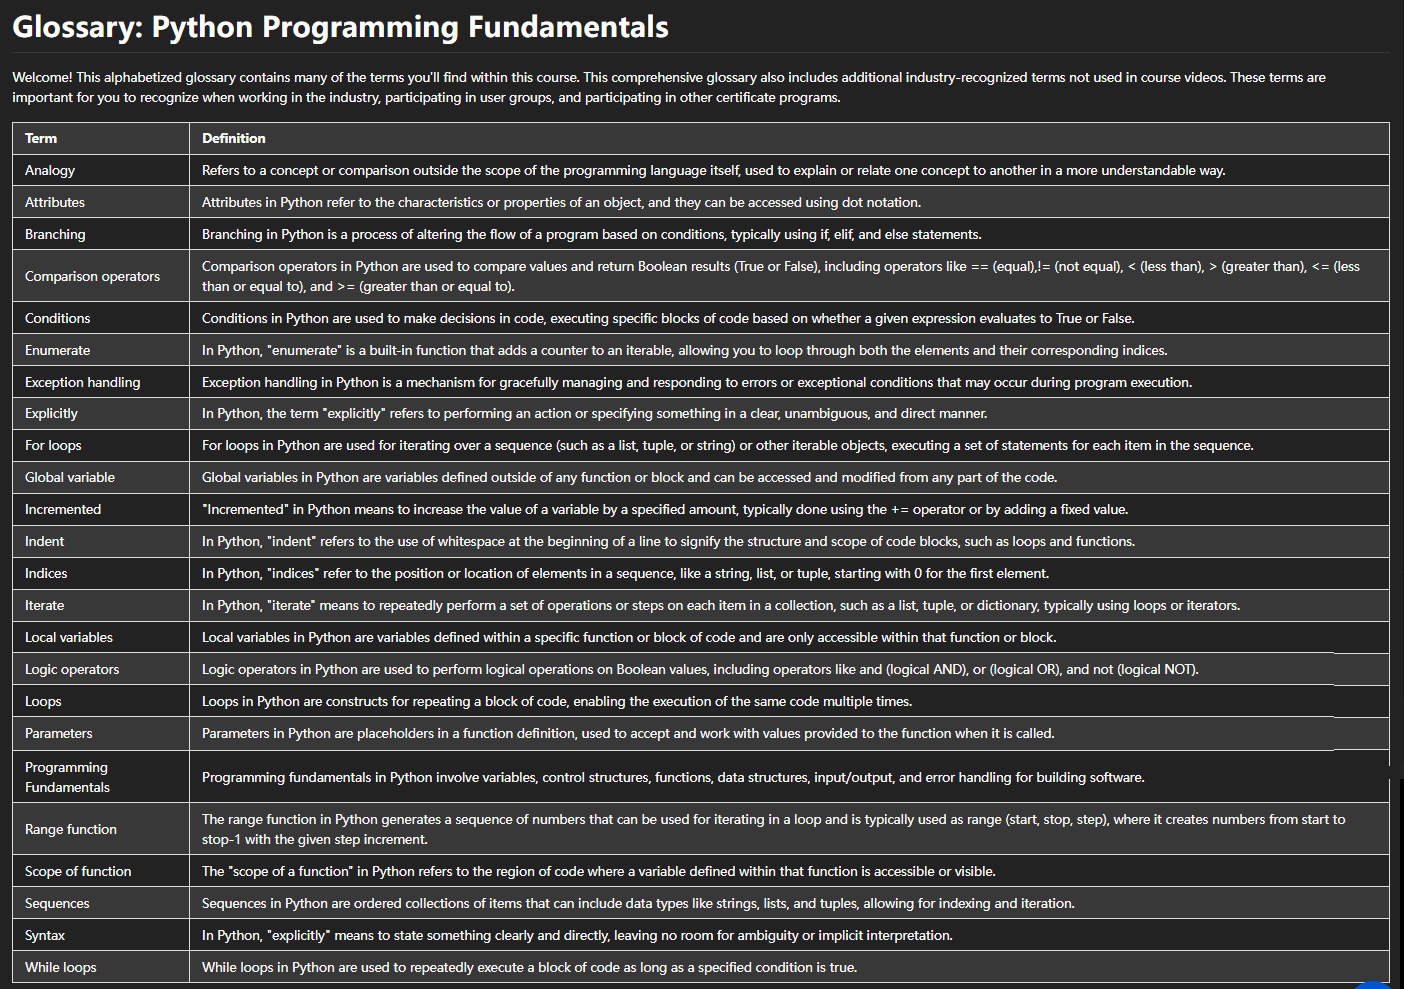 Glossary: Python Programming Fundamentals
Welcome! This alphabetized glossary contains many of the terms you'll find within this course. This comprehensive glossary also includes additional industry-recognized terms not used in course videos. These terms are
important for you to recognize when working in the industry, participating in user groups, and participating in other certificate programs.
Term Definition
Analogy Refers to a concept or comparison outside the scope of the programming language itself, used to explain or relate one concept to another in a more understandable way.
Attributes Attributes in Python refer to the characteristics or properties of an object, and they can be accessed using dot notation.
Branching Branching in Python is a process of altering the flow of a program based on conditions, typically using if, elif, and else statements.
Comparison operators Comparison operators in Python are used to compare values and return Boolean results (True or False), including operators like == (equal),!= (not equal), < (less than), > (greater than), <= (less
than or equal to), and >= (greater than or equal to).
Conditions Conditions in Python are used to make decisions in code, executing specific blocks of code based on whether a given expression evaluates to True or False.
Enumerate In Python, "enumerate" is a built-in function that adds a counter to an iterable, allowing you to loop through both the elements and their corresponding indices.
Exception handling Exception handling in Python is a mechanism for gracefully managing and responding to errors or exceptional conditions that may occur during program execution.
Explicitly In Python, the term "explicitly" refers to performing an action or specifying something in a clear, unambiguous, and direct manner.
For loops For loops in Python are used for iterating over a sequence (such as a list, tuple, or string) or other iterable objects, executing a set of statements for each item in the sequence.
Global variable Global variables in Python are variables defined outside of any function or block and can be accessed and modified from any part of the code.
Incremented "Incremented" in Python means to increase the value of a variable by a specified amount, typically done using the += operator or by adding a fixed value.
Indent In Python, "indent" refers to the use of whitespace at the beginning of a line to signify the structure and scope of code blocks, such as loops and functions.
Indices In Python, "indices" refer to the position or location of elements in a sequence, like a string, list, or tuple, starting with 0 for the first element.
Iterate In Python, "iterate" means to repeatedly perform a set of operations or steps on each item in a collection, such as a list, tuple, or dictionary, typically using loops or iterators.
Local variables Local variables in Python are variables defined within a specific function or block of code and are only accessible within that function or block.
Logic operators Logic operators in Python are used to perform logical operations on Boolean values, including operators like and (logical AND), or (logical OR), and not (logical NOT).
Loops Loops in Python are constructs for repeating a block of code, enabling the execution of the same code multiple times.
Parameters Parameters in Python are placeholders in a function definition, used to accept and work with values provided to the function when it is called.
Programming
Fundamentals Programming fundamentals in Python involve variables, control structures, functions, data structures, input/output, and error handling for building software.
Range function The range function in Python generates a sequence of numbers that can be used for iterating in a loop and is typically used as range (start, stop, step), where it creates numbers from start to
stop-1 with the given step increment.
Scope of function The "scope of a function" in Python refers to the region of code where a variable defined within that function is accessible or visible.
Sequences Sequences in Python are ordered collections of items that can include data types like strings, lists, and tuples, allowing for indexing and iteration.
Syntax In Python, "explicitly" means to state something clearly and directly, leaving no room for ambiguity or implicit interpretation.
While loops While loops in Python are used to repeatedly execute a block of code as long as a specified condition is true.